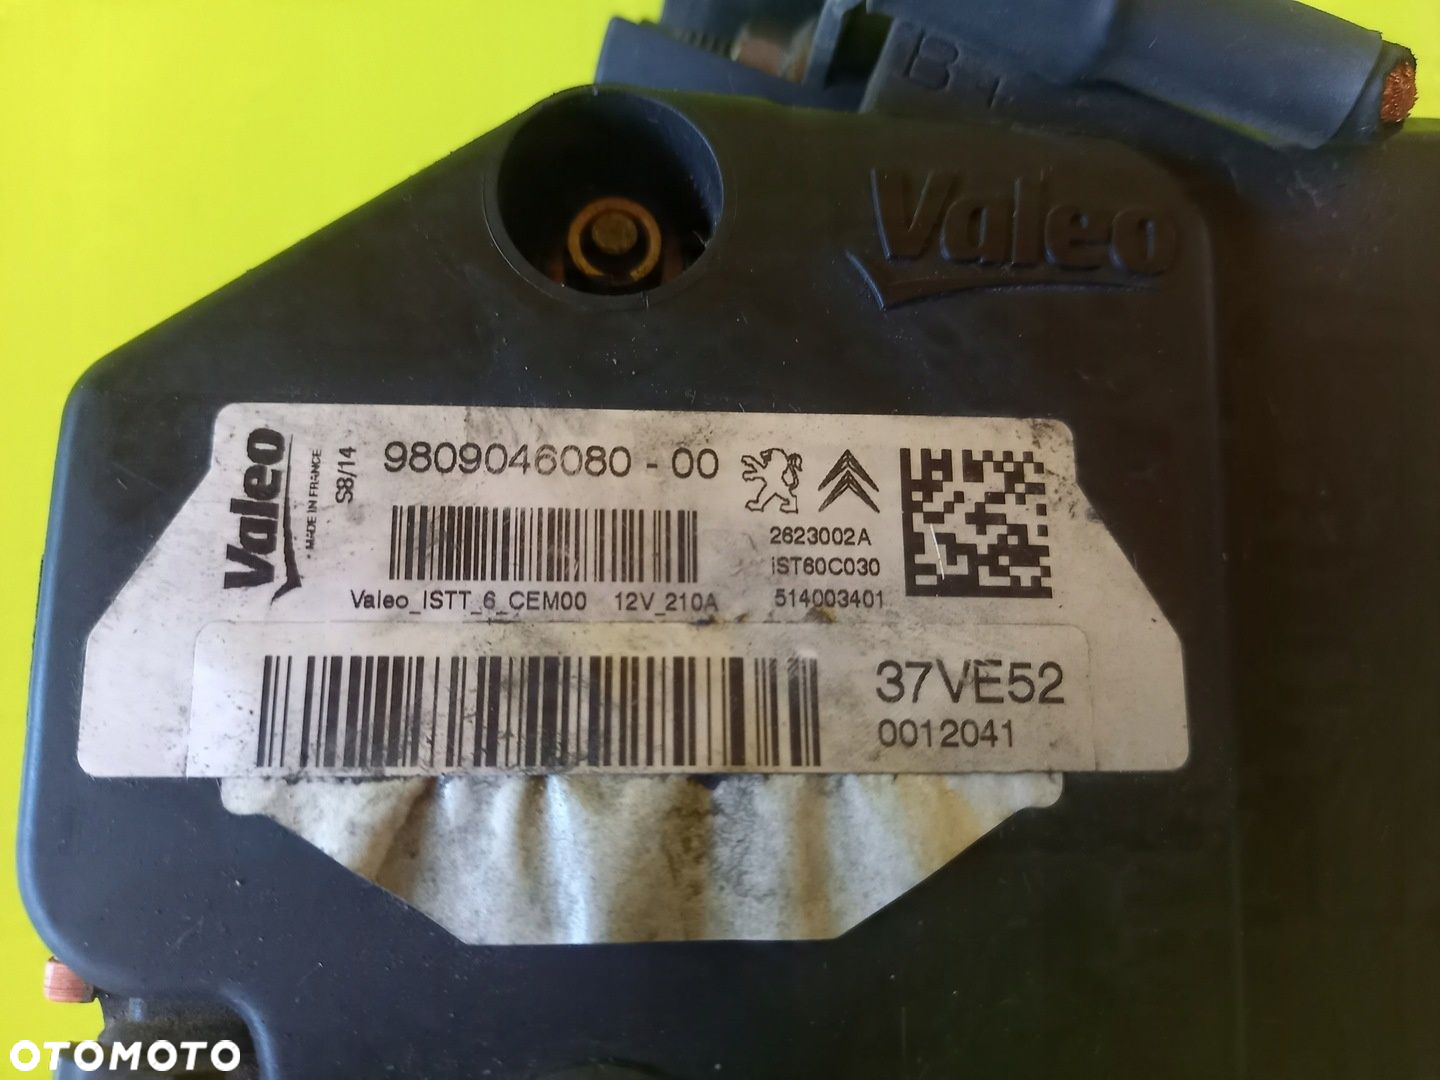 B+
Valeo
Valeo
* MADE IN FRANCE
S8/14
9809046080 - 00
2623002A
iST60C030
Valeo_ISTT_6_CEM00 12V_210A
514003401
37VE52
0012041
OTOMOTO